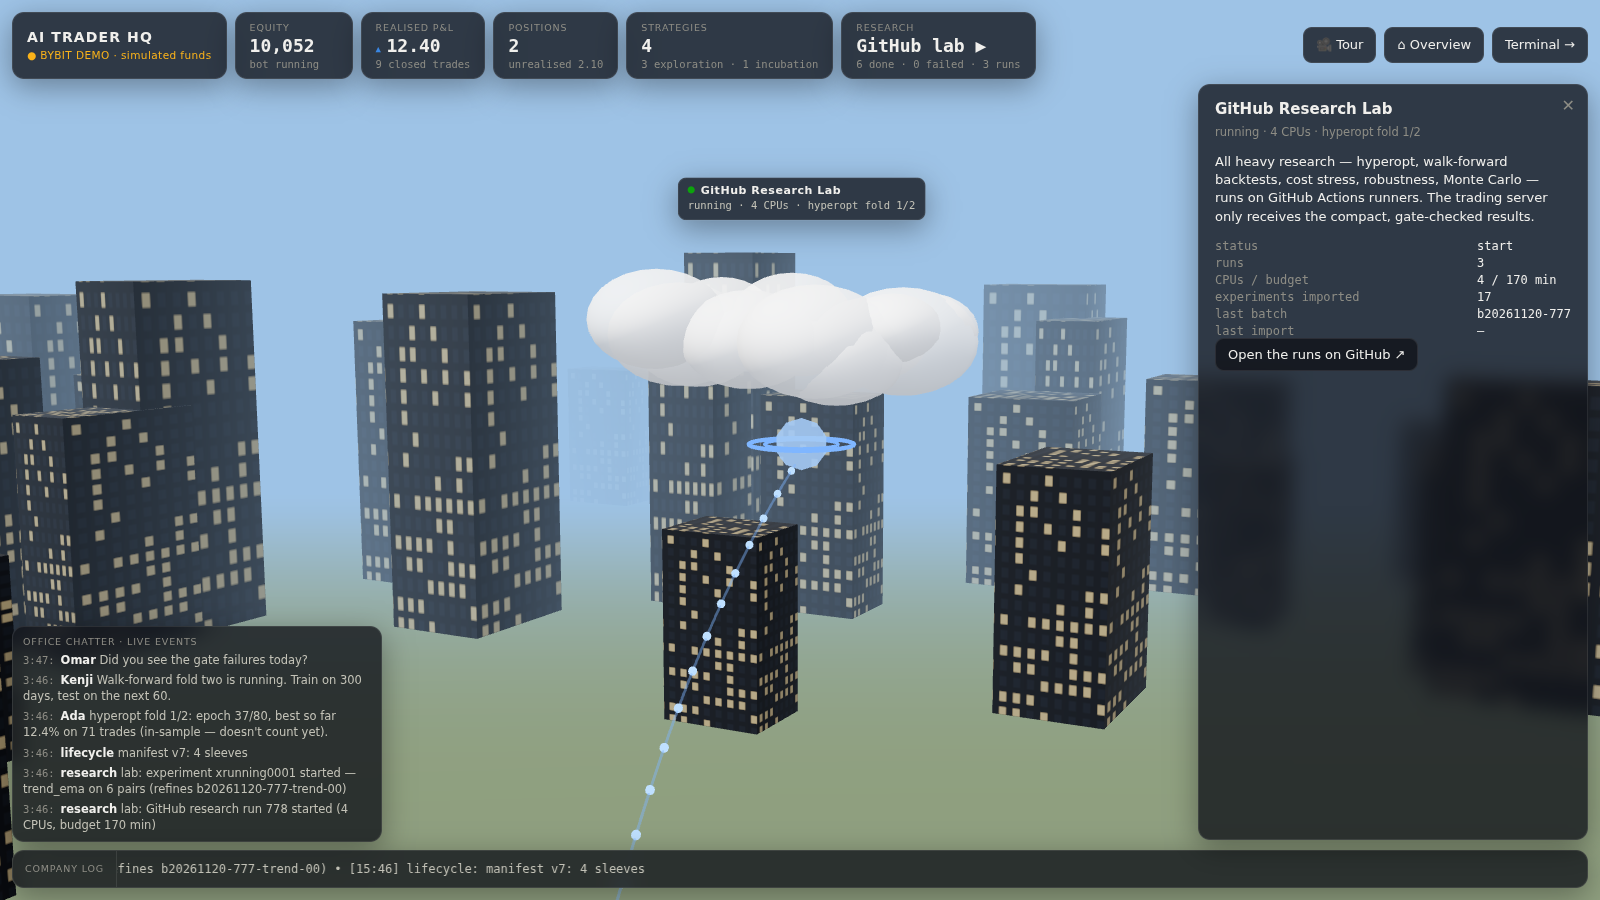 AI TRADER HQ
● BYBIT DEMO · simulated funds
EQUITY
10,052
bot running
REALISED P&L
▲ 12.40
9 closed trades
POSITIONS
2
unrealised 2.10
STRATEGIES
4
3 exploration · 1 incubation
RESEARCH
GitHub lab ▶
6 done · 0 failed · 3 runs
🎥 Tour
⌂ Overview
Terminal →
GitHub Research Lab
running · 4 CPUs · hyperopt fold 1/2
GitHub Research Lab ✕
running · 4 CPUs · hyperopt fold 1/2
All heavy research — hyperopt, walk-forward
backtests, cost stress, robustness, Monte Carlo —
runs on GitHub Actions runners. The trading server
only receives the compact, gate-checked results.
status start
runs 3
CPUs / budget 4 / 170 min
experiments imported 17
last batch b20261120-777
last import —
Open the runs on GitHub ↗
OFFICE CHATTER · LIVE EVENTS
3:47: Omar Did you see the gate failures today?
3:46: Kenji Walk-forward fold two is running. Train on 300
days, test on the next 60.
3:46: Ada hyperopt fold 1/2: epoch 37/80, best so far
12.4% on 71 trades (in-sample — doesn't count yet).
3:46: lifecycle manifest v7: 4 sleeves
3:46: research lab: experiment xrunning0001 started —
trend_ema on 6 pairs (refines b20261120-777-trend-00)
3:46: research lab: GitHub research run 778 started (4
CPUs, budget 170 min)
COMPANY LOG
fines b20261120-777-trend-00) • [15:46] lifecycle: manifest v7: 4 sleeves